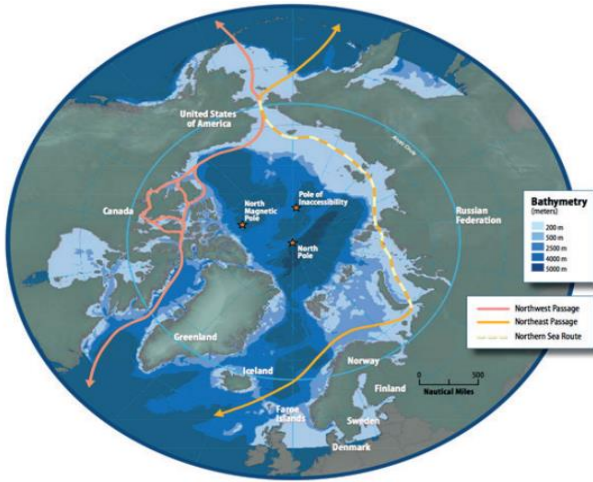 United States
of America
Arctic Circle
Canada
North
Magnetic
Pole
Pole of
Inaccessibility
North
Pole
Russian
Federation
Greenland
Iceland
Norway
Finland
Faroe
Islands
Sweden
Denmark
0 500
Nautical Miles
Bathymetry
(meters)
200 m
500 m
2500 m
4000 m
5000 m
Northwest Passage
Northeast Passage
Northern Sea Route